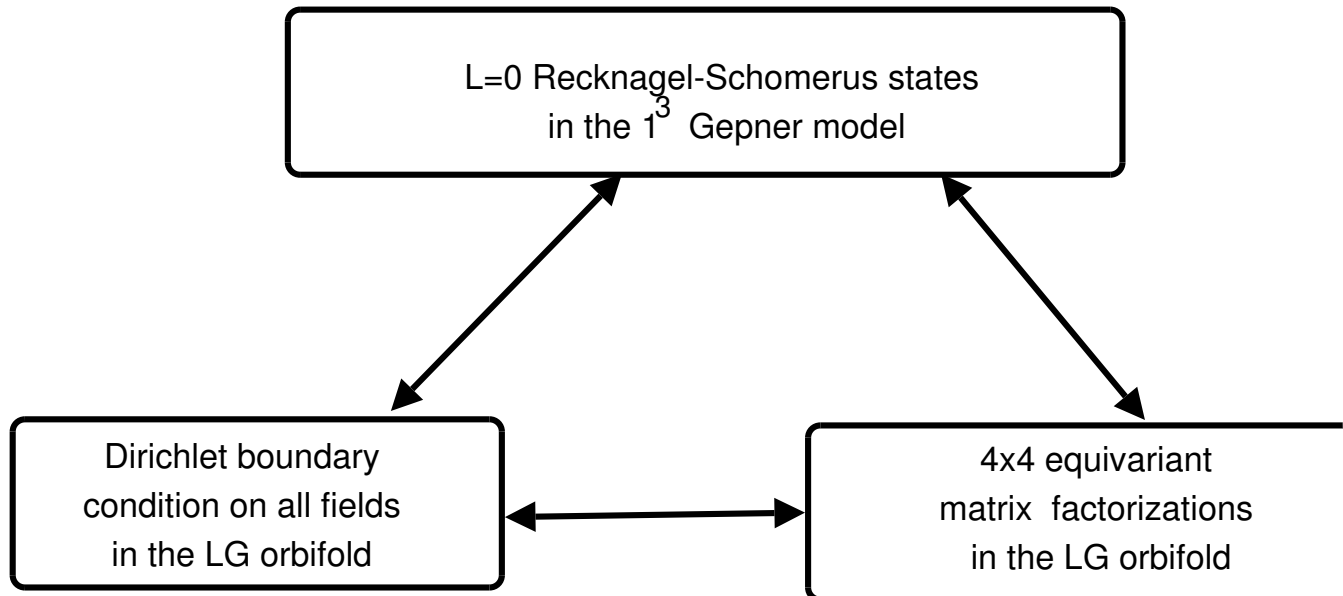 L=0 Recknagel-Schomerus states
in the 1³ Gepner model
Dirichlet boundary
condition on all fields
in the LG orbifold
4x4 equivariant
matrix factorizations
in the LG orbifold